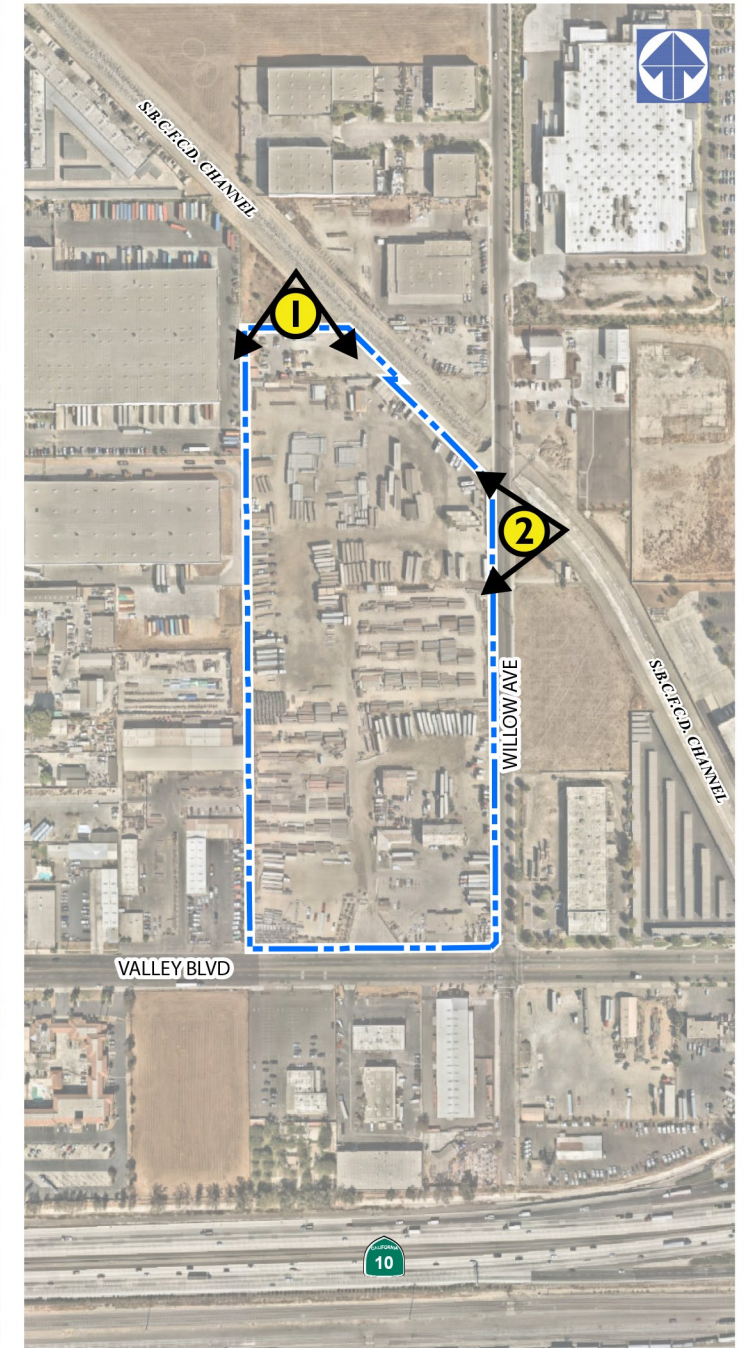 S.B.C.F.C.D. CHANNEL
1
2
WILLOW AVE
S.B.C.F.C.D. CHANNEL
VALLEY BLVD
CALIFORNIA
10